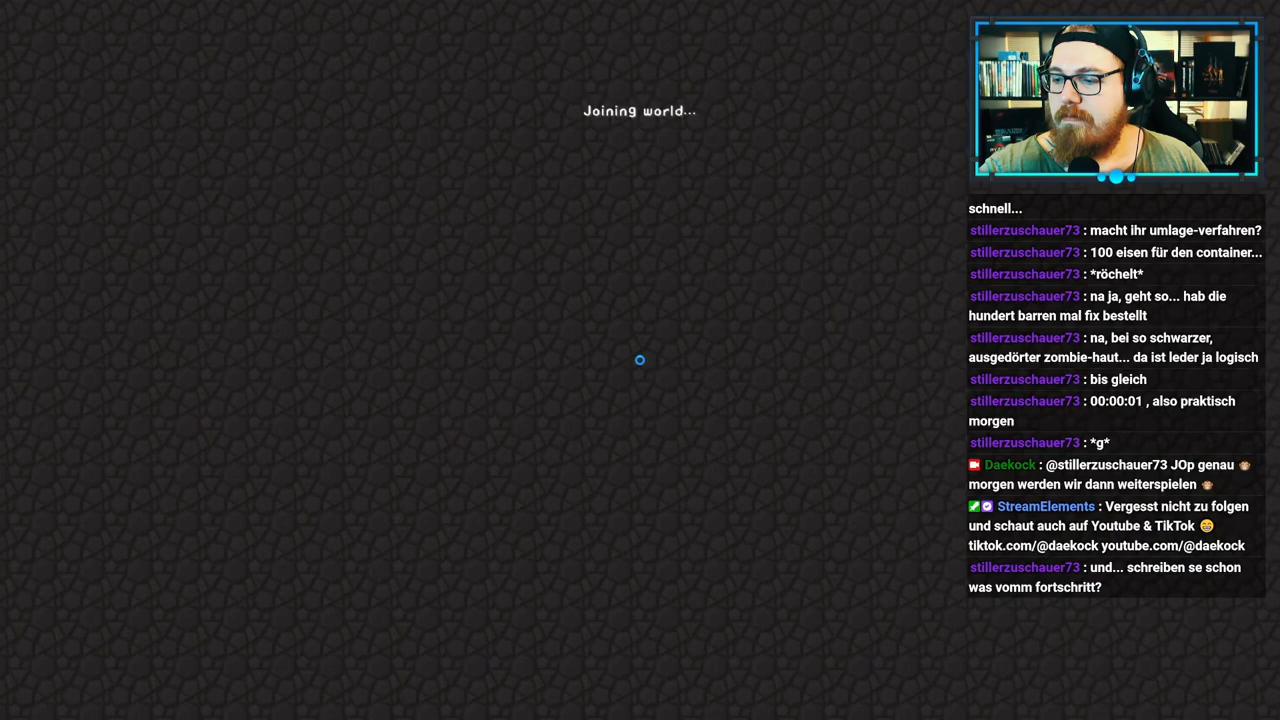 Joining world...
schnell...
stillerzuschauer73 : macht ihr umlage-verfahren?
stillerzuschauer73 : 100 eisen für den container...
stillerzuschauer73 : *röchelt*
stillerzuschauer73 : na ja, geht so... hab die
hundert barren mal fix bestellt
stillerzuschauer73 : na, bei so schwarzer,
ausgedörter zombie-haut... da ist leder ja logisch
stillerzuschauer73 : bis gleich
stillerzuschauer73 : 00:00:01 , also praktisch
morgen
stillerzuschauer73 : *g*
Daekock : @stillerzuschauer73 JOp genau 🐵
morgen werden wir dann weiterspielen 🐵
StreamElements : Vergesst nicht zu folgen
und schaut auch auf Youtube & TikTok 😁
tiktok.com/@daekock youtube.com/@daekock
stillerzuschauer73 : und... schreiben se schon
was vomm fortschritt?